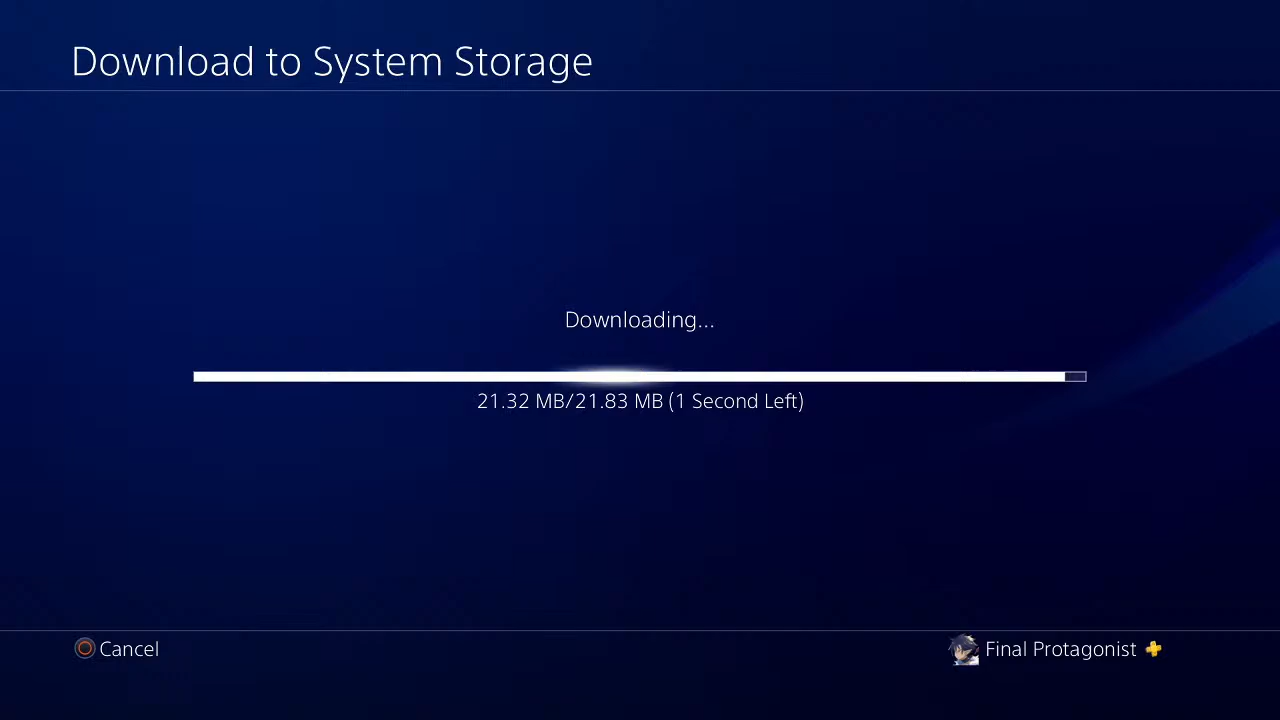 Download to System Storage
Downloading...
21.32 MB/21.83 MB (1 Second Left)
Cancel
Final Protagonist